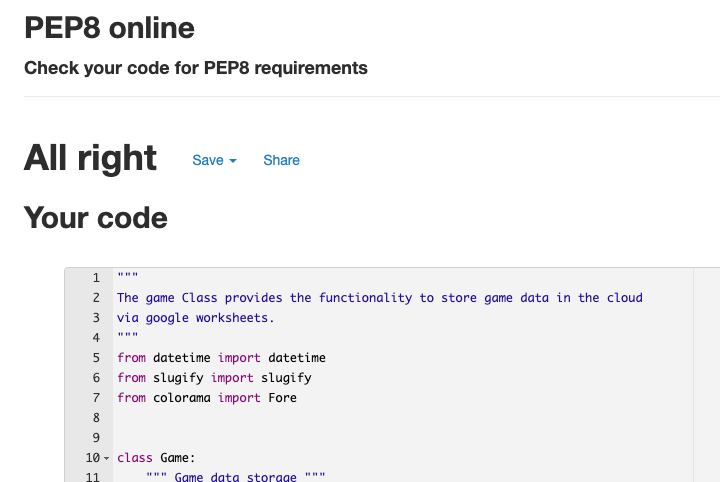 PEP8 online
Check your code for PEP8 requirements
All right Save Share
Your code
1 """
2 The game Class provides the functionality to store game data in the cloud
3 via google worksheets.
4 """
5 from datetime import datetime
6 from slugify import slugify
7 from colorama import Fore
8
9
10 class Game:
11     """ Game data storage """